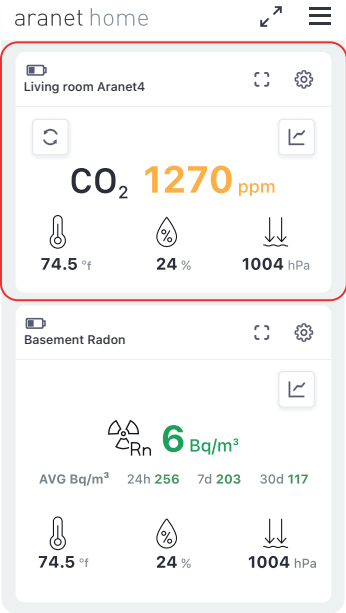 aranet home
Living room Aranet4
CO₂ 1270 ppm
%
74.5 °f 24 % 1004 hPa
Basement Radon
Rn 6 Bq/m³
AVG Bq/m³ 24h 256 7d 203 30d 117
%
74.5 °f 24 % 1004 hPa